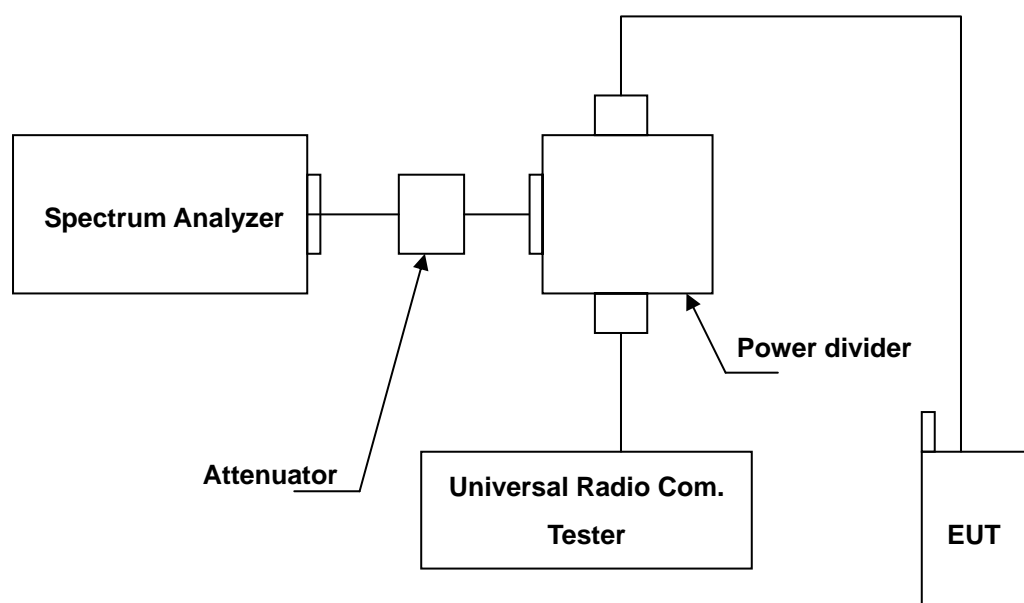 Spectrum Analyzer
Power divider
Attenuator
Universal Radio Com.
Tester
EUT